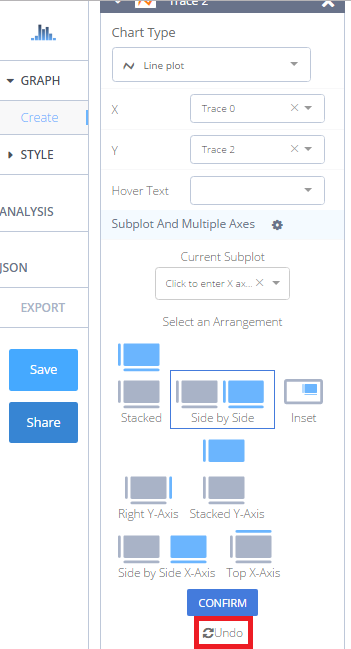 Trace 2
Chart Type
Line plot
GRAPH
X Trace 0
Create
Y Trace 2
STYLE
Hover Text
ANALYSIS
Subplot And Multiple Axes
Current Subplot
JSON
Click to enter X ax...
EXPORT
Select an Arrangement
Save
Stacked Side by Side Inset
Share
Right Y-Axis Stacked Y-Axis
Side by Side X-Axis Top X-Axis
CONFIRM
Undo